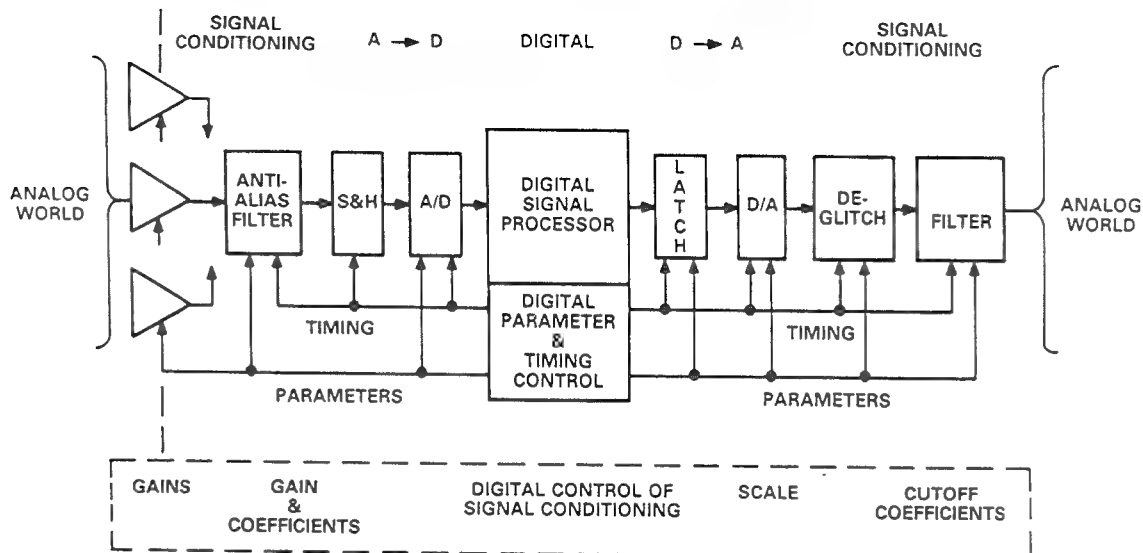 SIGNAL
CONDITIONING
A → D
DIGITAL
D → A
SIGNAL
CONDITIONING
ANALOG
WORLD
ANTI-
ALIAS
FILTER
S&H
A/D
DIGITAL
SIGNAL
PROCESSOR
L
A
T
C
H
D/A
DE-
GLITCH
FILTER
ANALOG
WORLD
TIMING
DIGITAL
PARAMETER
&
TIMING
CONTROL
TIMING
PARAMETERS
PARAMETERS
GAINS
GAIN
&
COEFFICIENTS
DIGITAL CONTROL OF
SIGNAL CONDITIONING
SCALE
CUTOFF
COEFFICIENTS